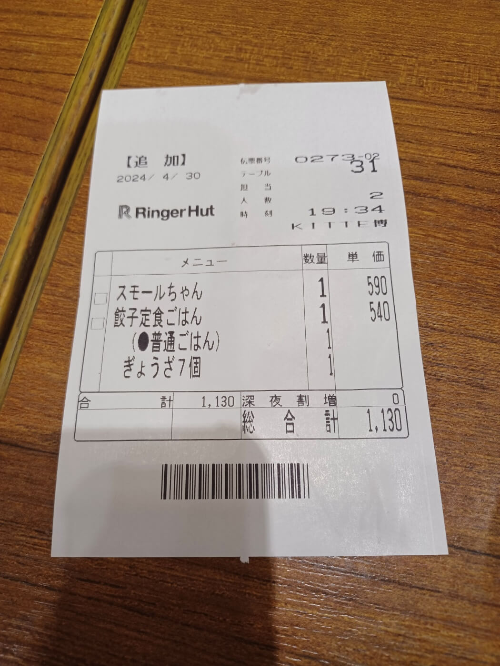 【追 加】
2024/ 4/ 30
伝票番号 0273-02
テーブル 31
担 当
人 数 2
時 刻 19:34
KITTE博
RingerHut
メニュー 数量 単価
スモールちゃん 1 590
餃子定食ごはん 1 540
(●普通ごはん) 1
ぎょうざ7個 1
合 計 1,130 深夜割増 0
総 合 計 1,130